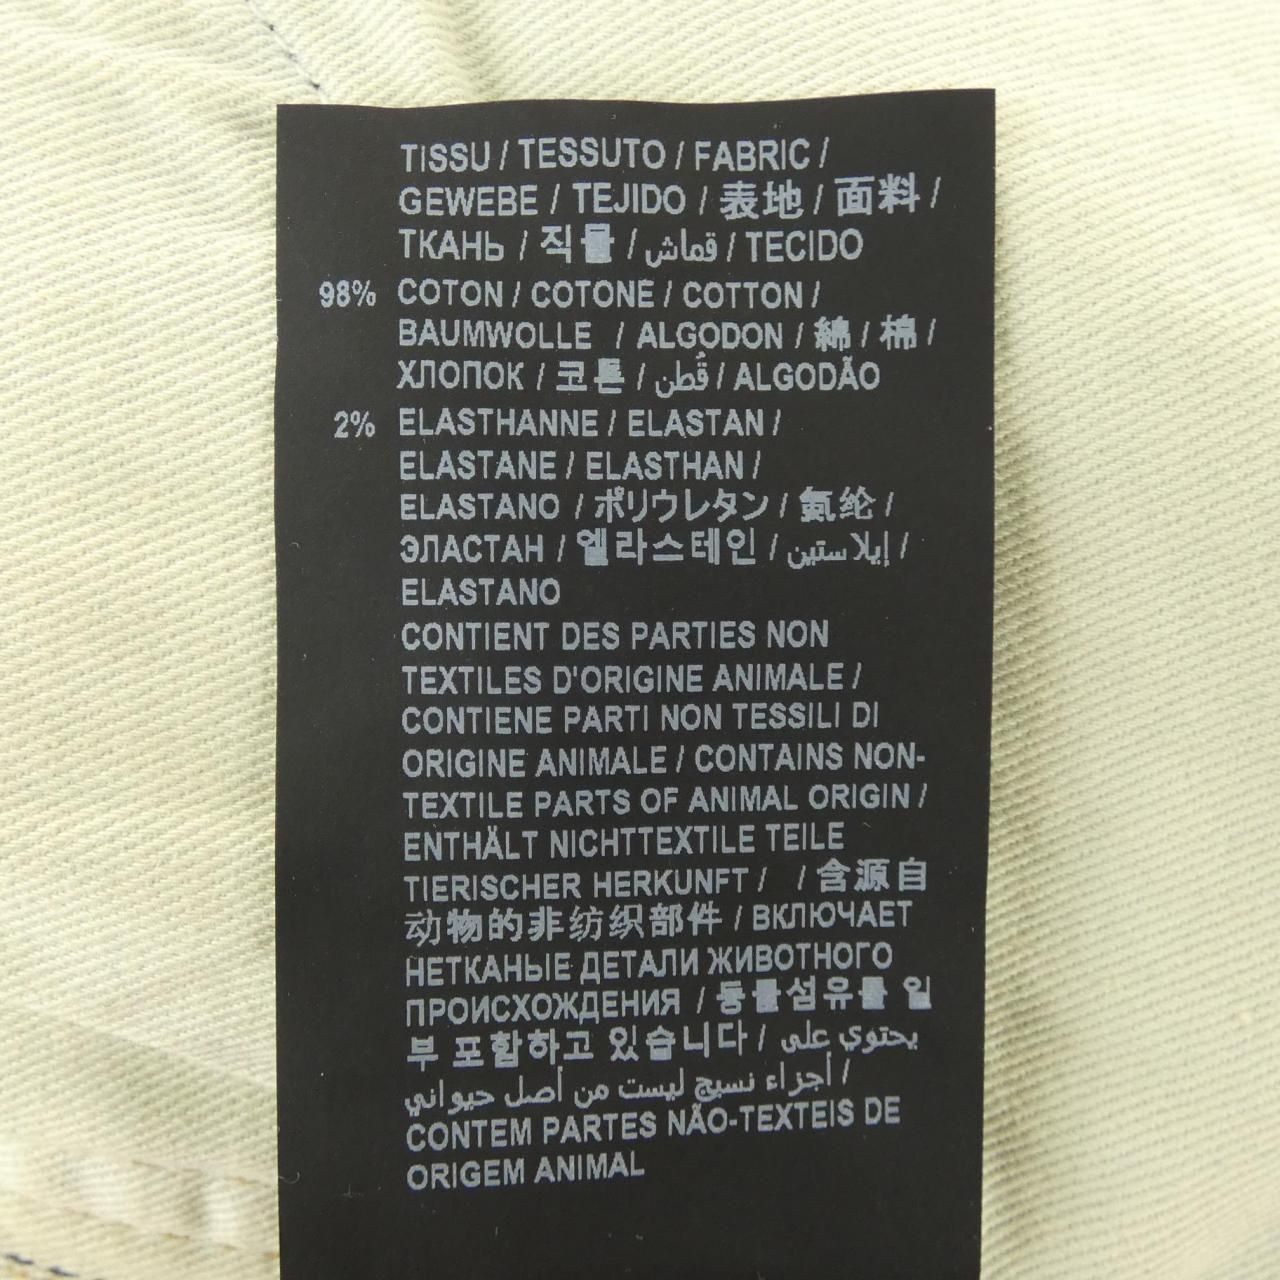 TISSU / TESSUTO / FABRIC /
GEWEBE / TEJIDO / 表地 / 面料 /
ТКАНЬ / 직물 / قماش / TECIDO
98% COTON / COTONE / COTTON /
BAUMWOLLE / ALGODON / 綿 / 棉 /
ХЛОПОК / 코튼 / قُطن / ALGODÃO
2% ELASTHANNE / ELASTAN /
ELASTANE / ELASTHAN /
ELASTANO / ポリウレタン / 氨纶 /
ЭЛАСТАН / 엘라스테인 / إيلاستين /
ELASTANO
CONTIENT DES PARTIES NON
TEXTILES D'ORIGINE ANIMALE /
CONTIENE PARTI NON TESSILI DI
ORIGINE ANIMALE / CONTAINS NON-
TEXTILE PARTS OF ANIMAL ORIGIN /
ENTHÄLT NICHTTEXTILE TEILE
TIERISCHER HERKUNFT / / 含源自
动物的非纺织部件 / ВКЛЮЧАЕТ
НЕТКАНЫЕ ДЕТАЛИ ЖИВОТНОГО
ПРОИСХОЖДЕНИЯ / 동물섬유를 일
부 포함하고 있습니다 / يحتوي على
أجزاء نسيج ليست من أصل حيواني /
CONTEM PARTES NÃO-TEXTEIS DE
ORIGEM ANIMAL